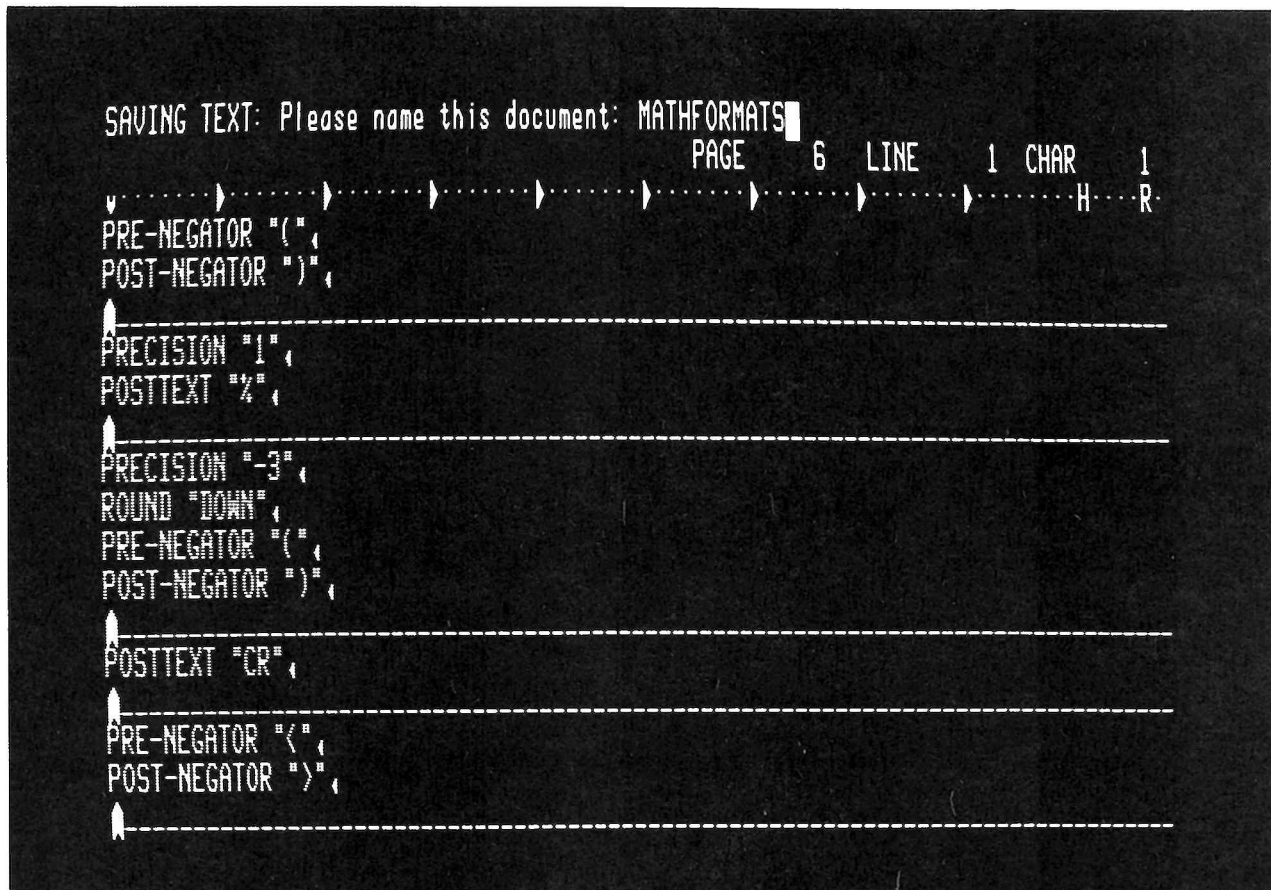 SAVING TEXT: Please name this document: MATHFORMATS
PAGE 6 LINE 1 CHAR 1
H R
PRE-NEGATOR "("
POST-NEGATOR ")"
PRECISION "1"
POSTTEXT "%"
PRECISION "-3"
ROUND "DOWN"
PRE-NEGATOR "("
POST-NEGATOR ")"
POSTTEXT "CR"
PRE-NEGATOR "<"
POST-NEGATOR ">"